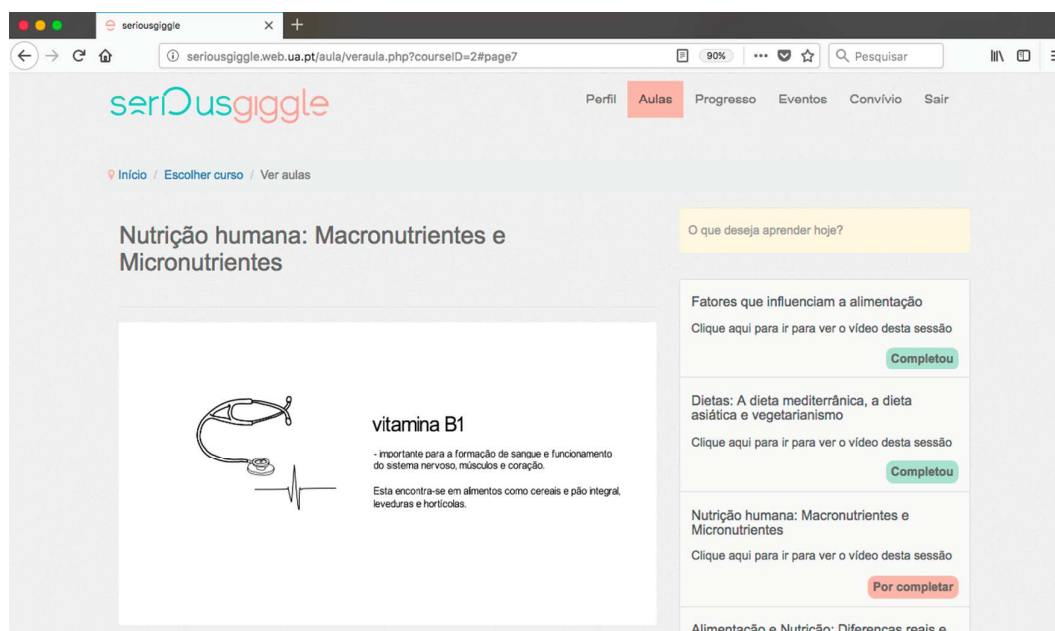 seriousgiggle
seriousgiggle.web.ua.pt/aula/veraula.php?courseID=2#page7
90%
Pesquisar
seriousgiggle
Perfil Aulas Progresso Eventos Convívio Sair
Início / Escolher curso / Ver aulas
Nutrição humana: Macronutrientes e
Micronutrientes
vitamina B1
- importante para a formação de sangue e funcionamento
do sistema nervoso, músculos e coração.
Esta encontra-se em alimentos como cereais e pão integral,
leveduras e hortícolas.
O que deseja aprender hoje?
Fatores que influenciam a alimentação
Clique aqui para ir para ver o vídeo desta sessão
Completou
Dietas: A dieta mediterrânica, a dieta
asiática e vegetarianismo
Clique aqui para ir para ver o vídeo desta sessão
Completou
Nutrição humana: Macronutrientes e
Micronutrientes
Clique aqui para ir para ver o vídeo desta sessão
Por completar
Alimentação e Nutrição: Diferenças reais e